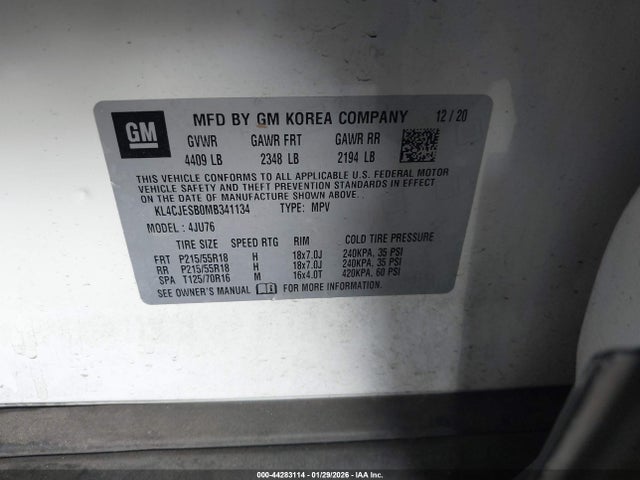 GM
MFD BY GM KOREA COMPANY 12/20
GVWR GAWR FRT GAWR RR
4409 LB 2348 LB 2194 LB
THIS VEHICLE CONFORMS TO ALL APPLICABLE U.S. FEDERAL MOTOR
VEHICLE SAFETY AND THEFT PREVENTION STANDARDS IN EFFECT
ON THE DATE OF MANUFACTURE SHOWN ABOVE.
KL4CJESB0MB341134 TYPE: MPV
MODEL: 4JU76
TIRE SIZE SPEED RTG RIM COLD TIRE PRESSURE
FRT P215/55R18 H 18x7.0J 240KPA, 35 PSI
RR P215/55R18 H 18x7.0J 240KPA, 35 PSI
SPA T125/70R16 M 16x4.0T 420KPA, 60 PSI
SEE OWNER'S MANUAL FOR MORE INFORMATION.
000-44283114 | 01/29/2026 | IAA Inc.